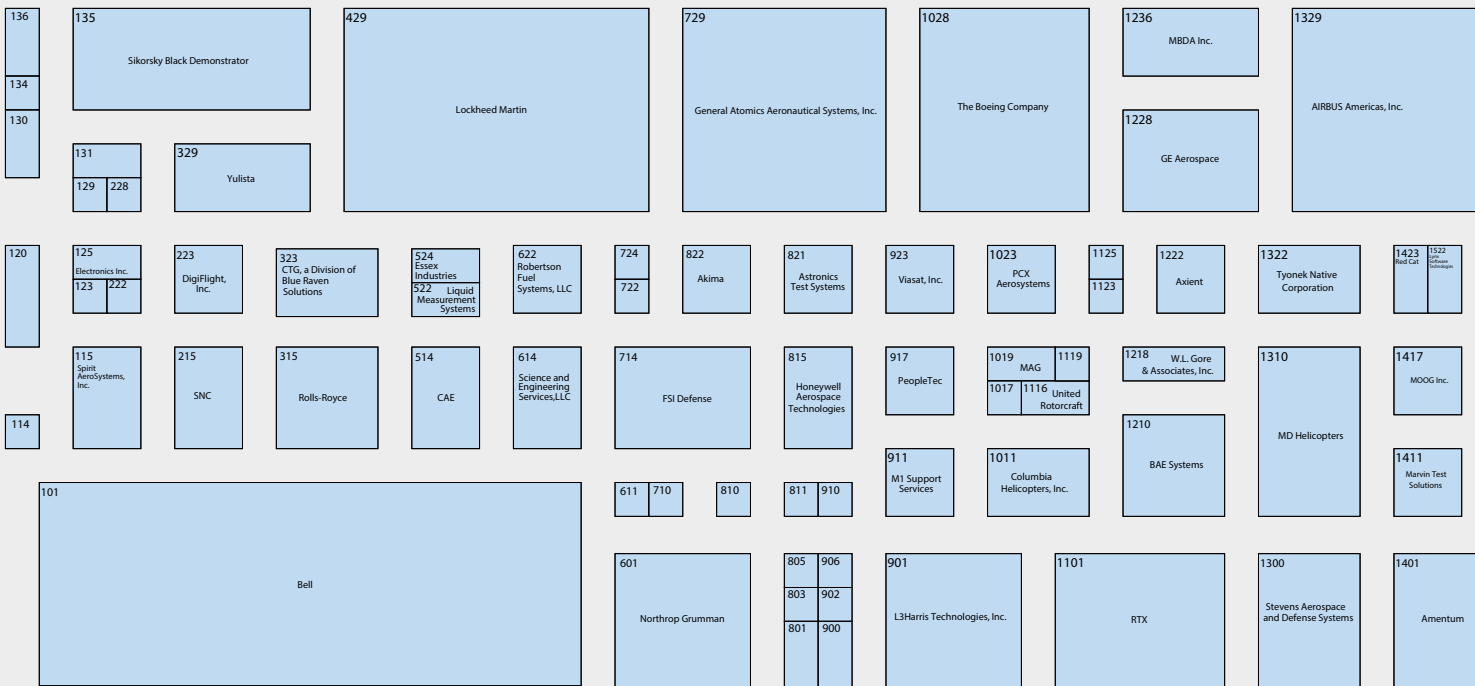 136
134
130
135
Sikorsky Black Demonstrator
429
Lockheed Martin
729
General Atomics Aeronautical Systems, Inc.
1028
The Boeing Company
1236
MBDA Inc.
1228
GE Aerospace
1329
AIRBUS Americas, Inc.
131
129
228
329
Yulista
120
125
Electronics Inc.
123
222
223
DigiFlight,
Inc.
323
CTG, a Division of
Blue Raven
Solutions
524
Essex
Industries
522 Liquid
Measurement
Systems
622
Robertson
Fuel
Systems, LLC
724
722
822
Akima
821
Astronics
Test Systems
923
Viasat, Inc.
1023
PCX
Aerosystems
1125
1123
1222
Axient
1322
Tyonek Native
Corporation
1423
Red Cat
1522
Lynx
Software
Technologies
114
115
Spirit
AeroSystems,
Inc.
215
SNC
315
Rolls-Royce
514
CAE
614
Science and
Engineering
Services,LLC
714
FSI Defense
815
Honeywell
Aerospace
Technologies
917
PeopleTec
1019
MAG
1119
1017
1116 United
Rotorcraft
1218 W.L. Gore
& Associates, Inc.
1310
MD Helicopters
1417
MOOG Inc.
911
M1 Support
Services
1011
Columbia
Helicopters, Inc.
1210
BAE Systems
1411
Marvin Test
Solutions
101
Bell
611
710
810
811
910
601
Northrop Grumman
805
906
803
902
801
900
901
L3Harris Technologies, Inc.
1101
RTX
1300
Stevens Aerospace
and Defense Systems
1401
Amentum